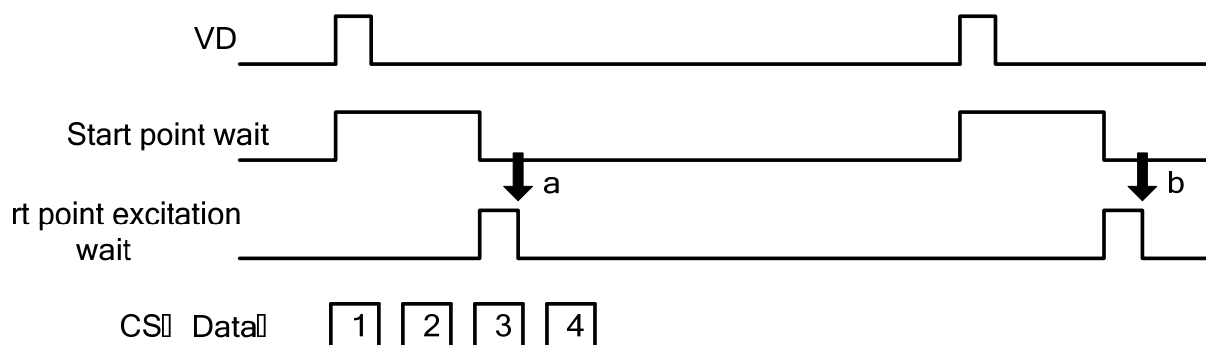 VD
Start point wait
a
b
rt point excitation
wait
CS▯ Data▯
1 2 3 4